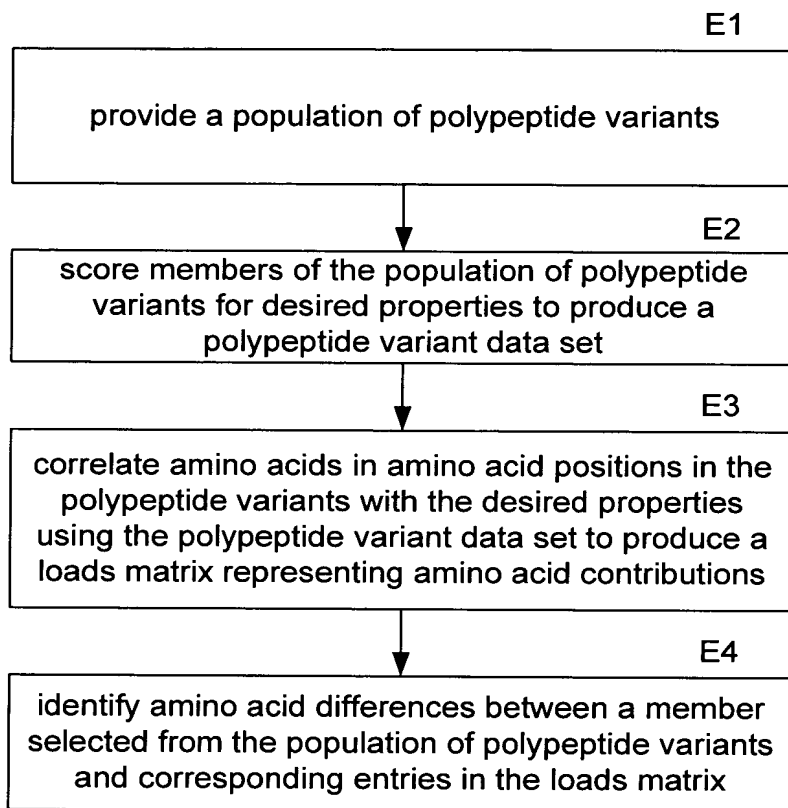 E1
provide a population of polypeptide variants
E2
score members of the population of polypeptide
variants for desired properties to produce a
polypeptide variant data set
E3
correlate amino acids in amino acid positions in the
polypeptide variants with the desired properties
using the polypeptide variant data set to produce a
loads matrix representing amino acid contributions
E4
identify amino acid differences between a member
selected from the population of polypeptide variants
and corresponding entries in the loads matrix